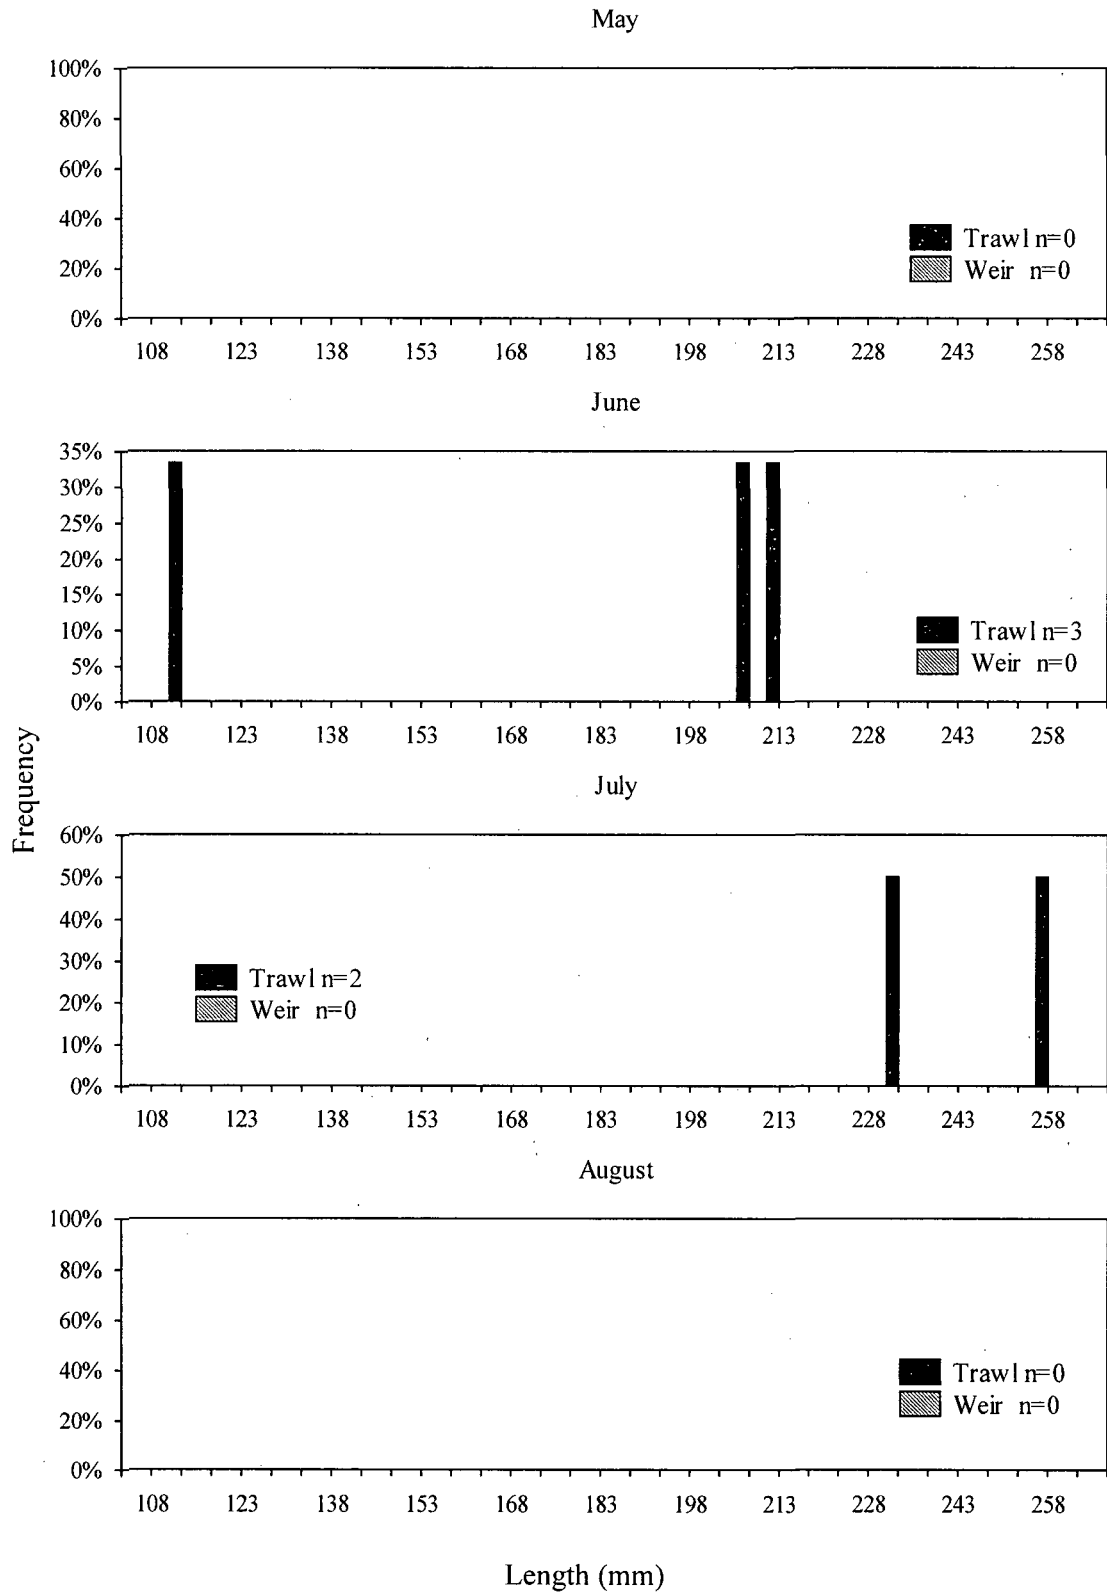 May
100%
80%
60%
40%
20%
0%
Trawl n=0
Weir n=0
108 123 138 153 168 183 198 213 228 243 258
June
35%
30%
25%
20%
15%
10%
5%
0%
Trawl n=3
Weir n=0
108 123 138 153 168 183 198 213 228 243 258
Frequency
July
60%
50%
40%
30%
20%
10%
0%
Trawl n=2
Weir n=0
108 123 138 153 168 183 198 213 228 243 258
August
100%
80%
60%
40%
20%
0%
Trawl n=0
Weir n=0
108 123 138 153 168 183 198 213 228 243 258
Length (mm)